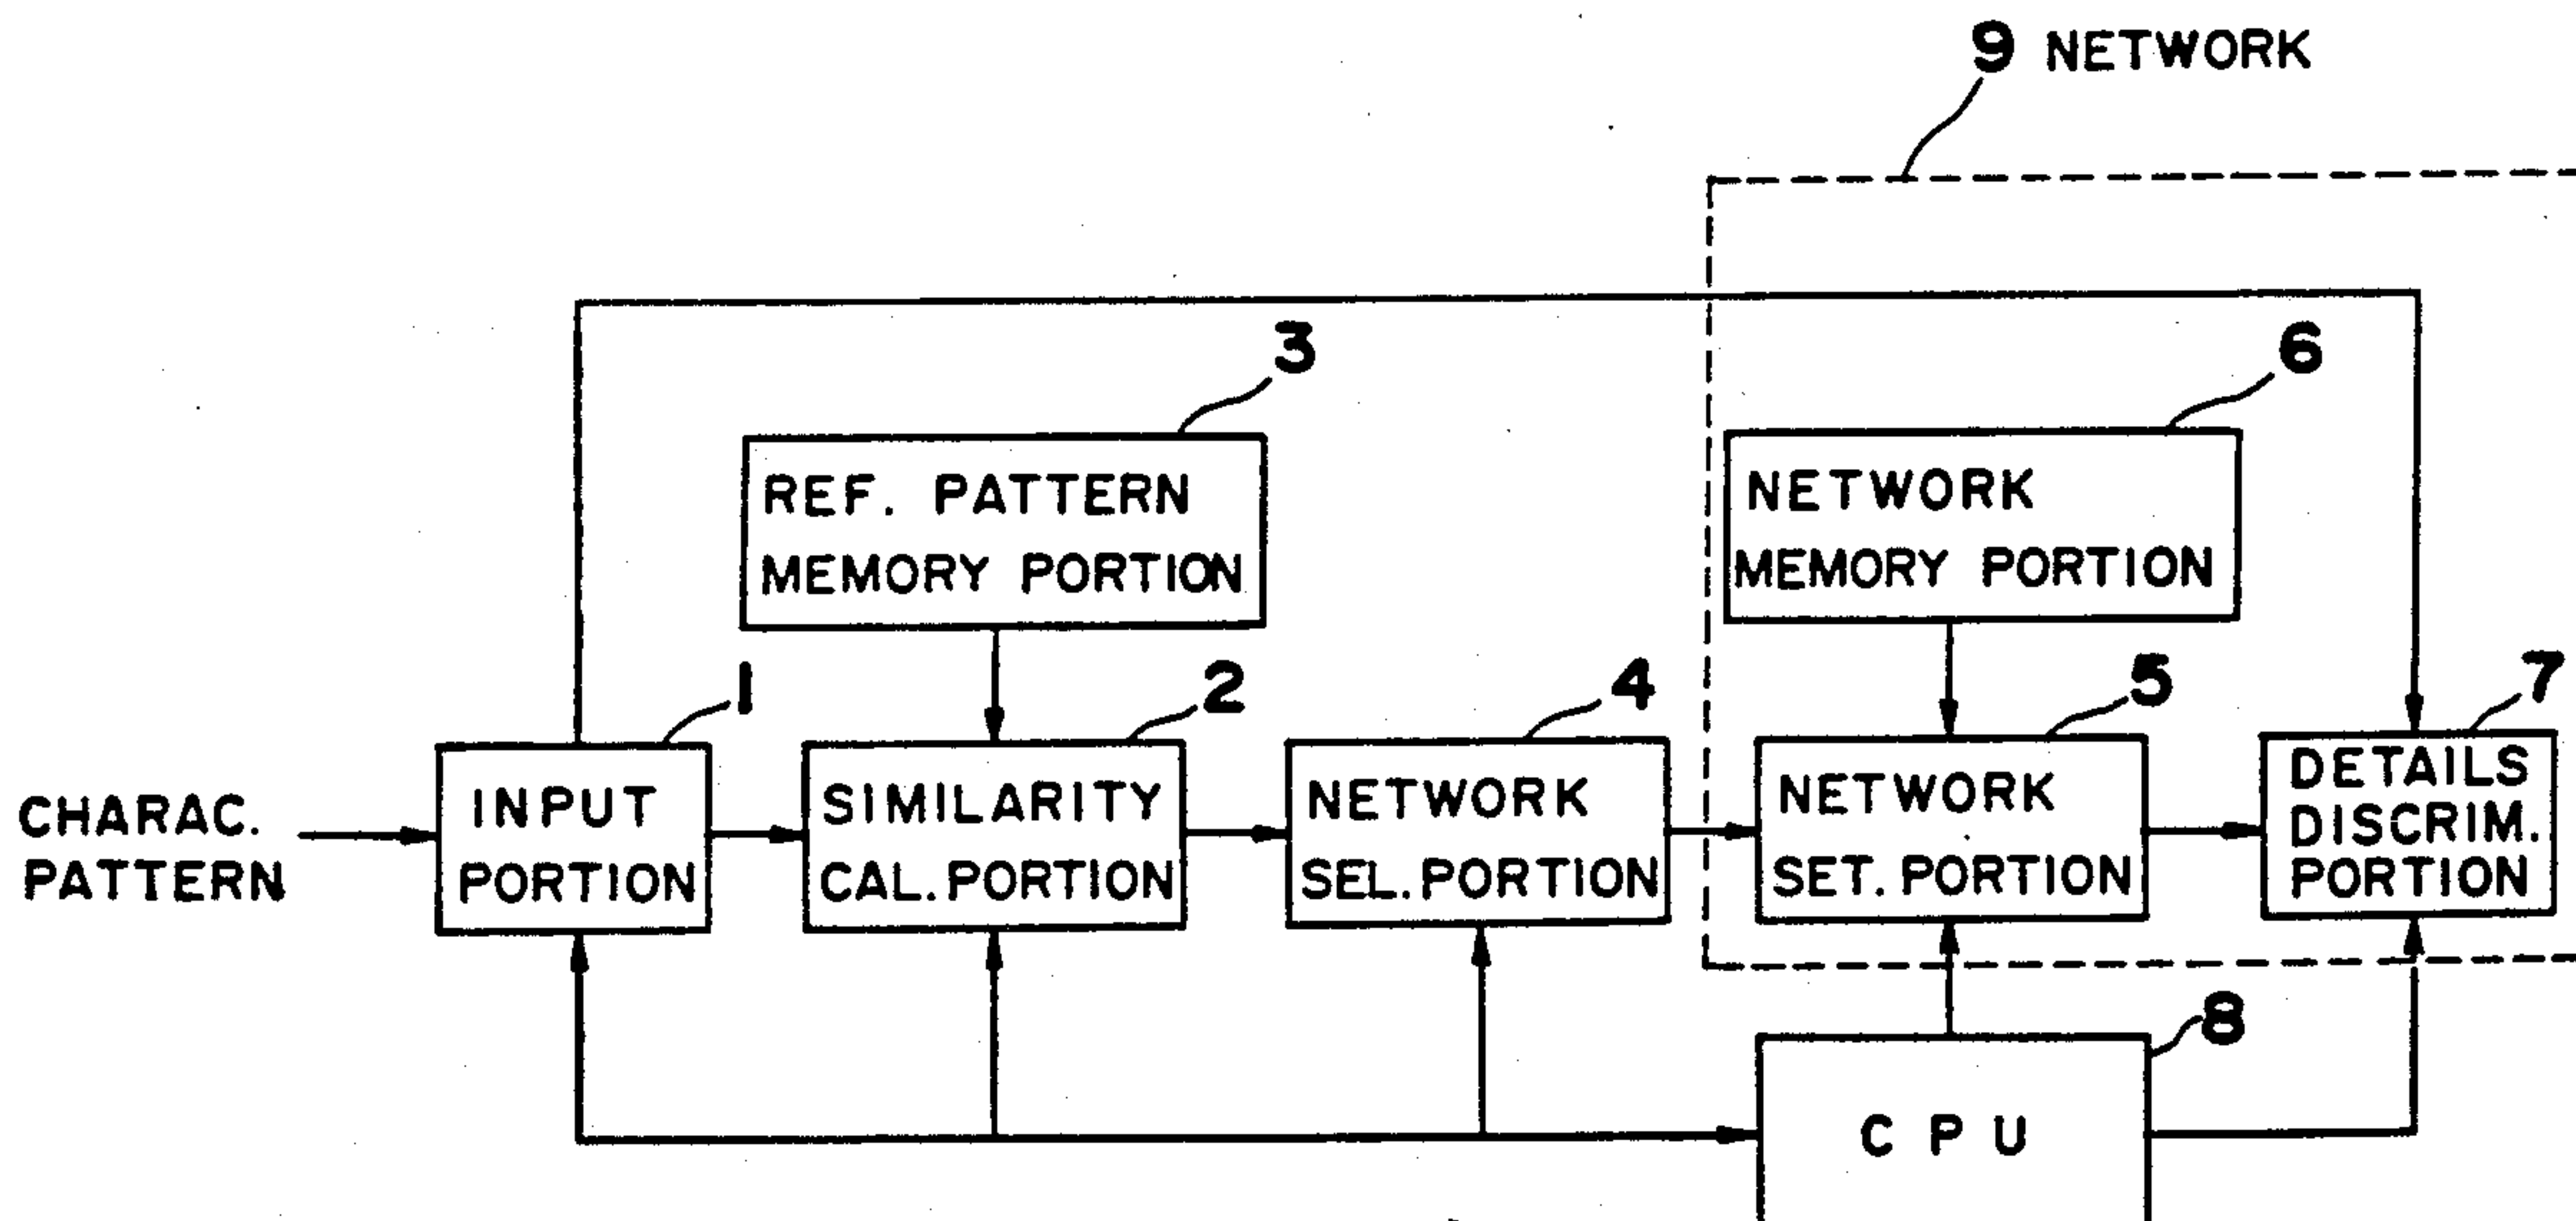 9 NETWORK
3
6
REF. PATTERN
MEMORY PORTION
NETWORK
MEMORY PORTION
1
2
4
5
7
CHARAC.
PATTERN
INPUT
PORTION
SIMILARITY
CAL. PORTION
NETWORK
SEL. PORTION
NETWORK
SET. PORTION
DETAILS
DISCRIM.
PORTION
8
CPU